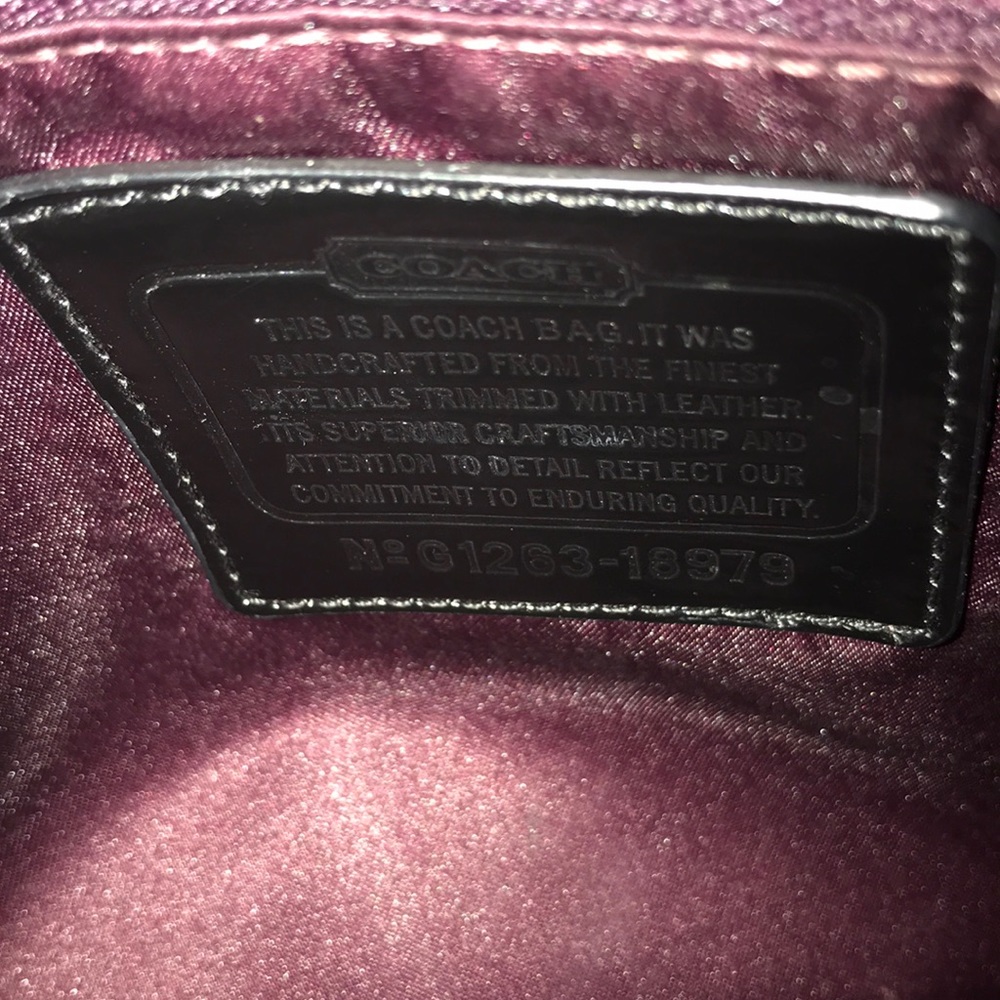 COACH
THIS IS A COACH BAG. IT WAS
HANDCRAFTED FROM THE FINEST
MATERIALS TRIMMED WITH LEATHER.
ITS SUPERIOR CRAFTSMANSHIP AND
ATTENTION TO DETAIL REFLECT OUR
COMMITMENT TO ENDURING QUALITY.
Nº G1263-18979